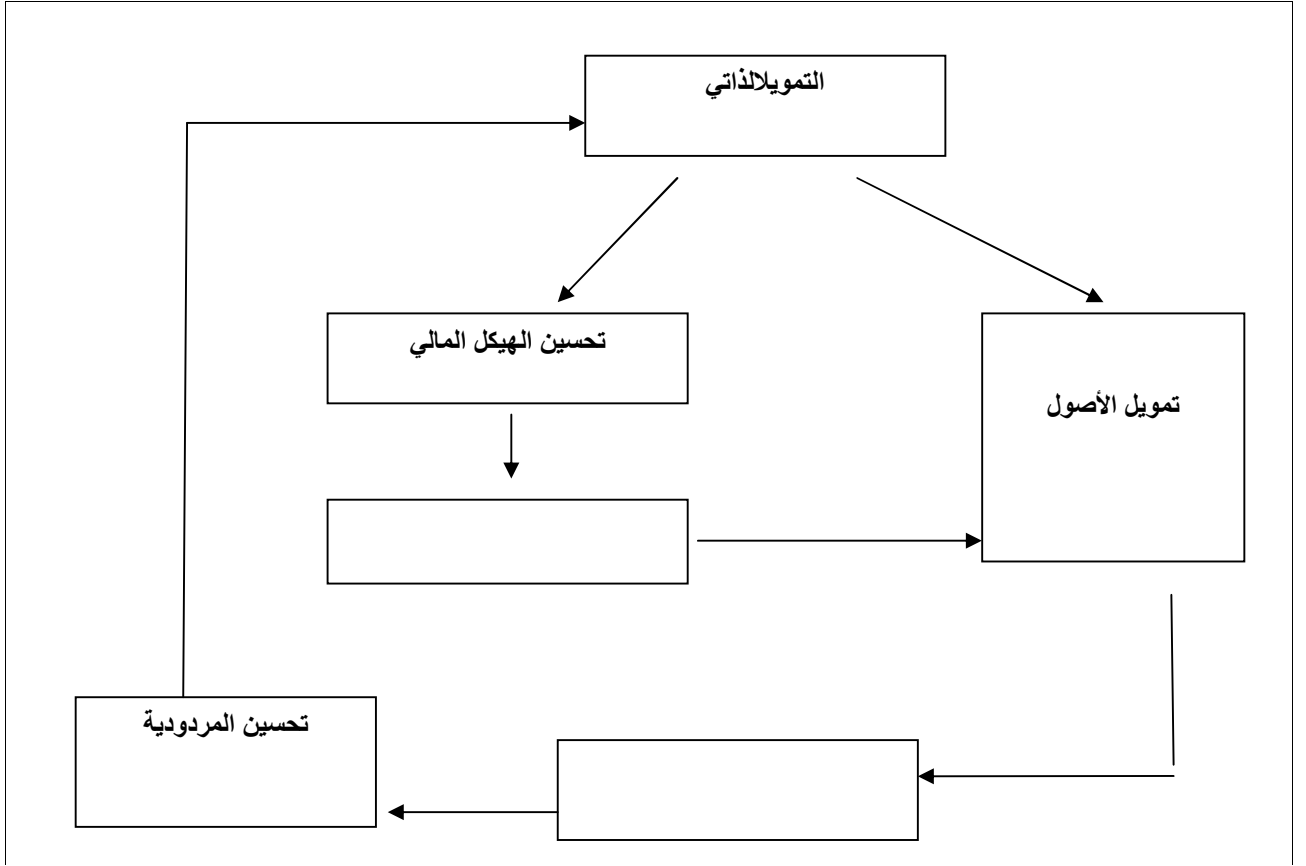 التمويلالذاتي
تحسين الهيكل المالي
تمويل الأصول
تحسين المردودية